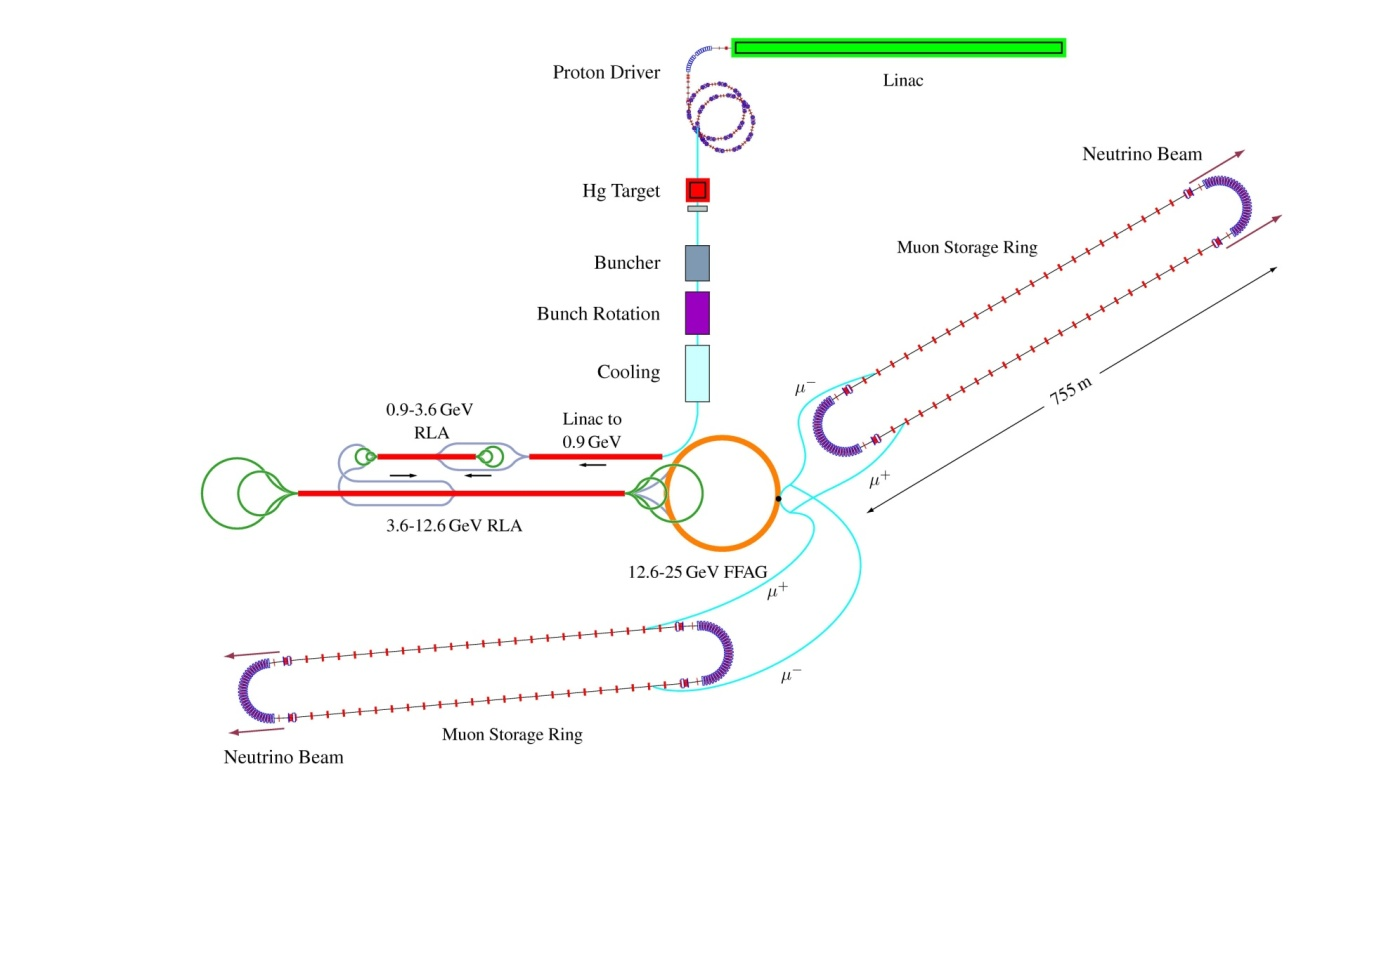 Proton Driver
Linac
Neutrino Beam
Hg Target
Muon Storage Ring
Buncher
Bunch Rotation
Cooling
μ−
755 m
0.9-3.6 GeV
RLA
Linac to
0.9 GeV
μ+
3.6-12.6 GeV RLA
12.6-25 GeV FFAG
μ+
μ−
Muon Storage Ring
Neutrino Beam